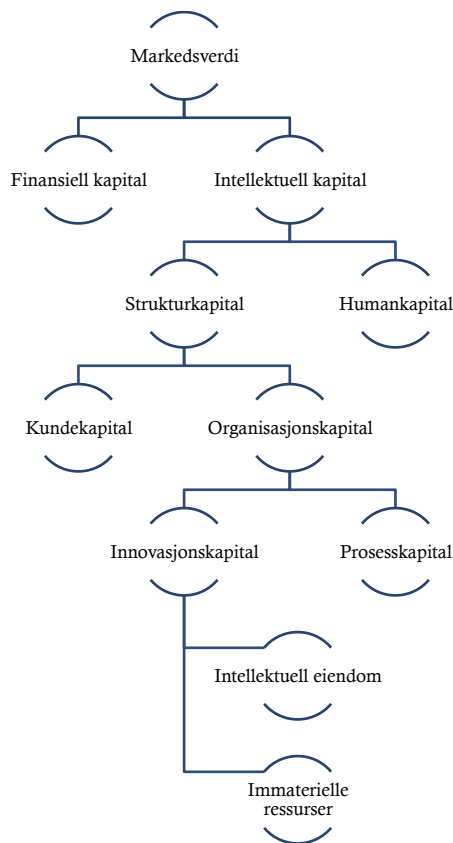 Markedsverdi
Finansiell kapital
Intellektuell kapital
Strukturkapital
Humankapital
Kundekapital
Organisasjonskapital
Innovasjonskapital
Prosesskapital
Intellektuell eiendom
Immaterielle
ressurser